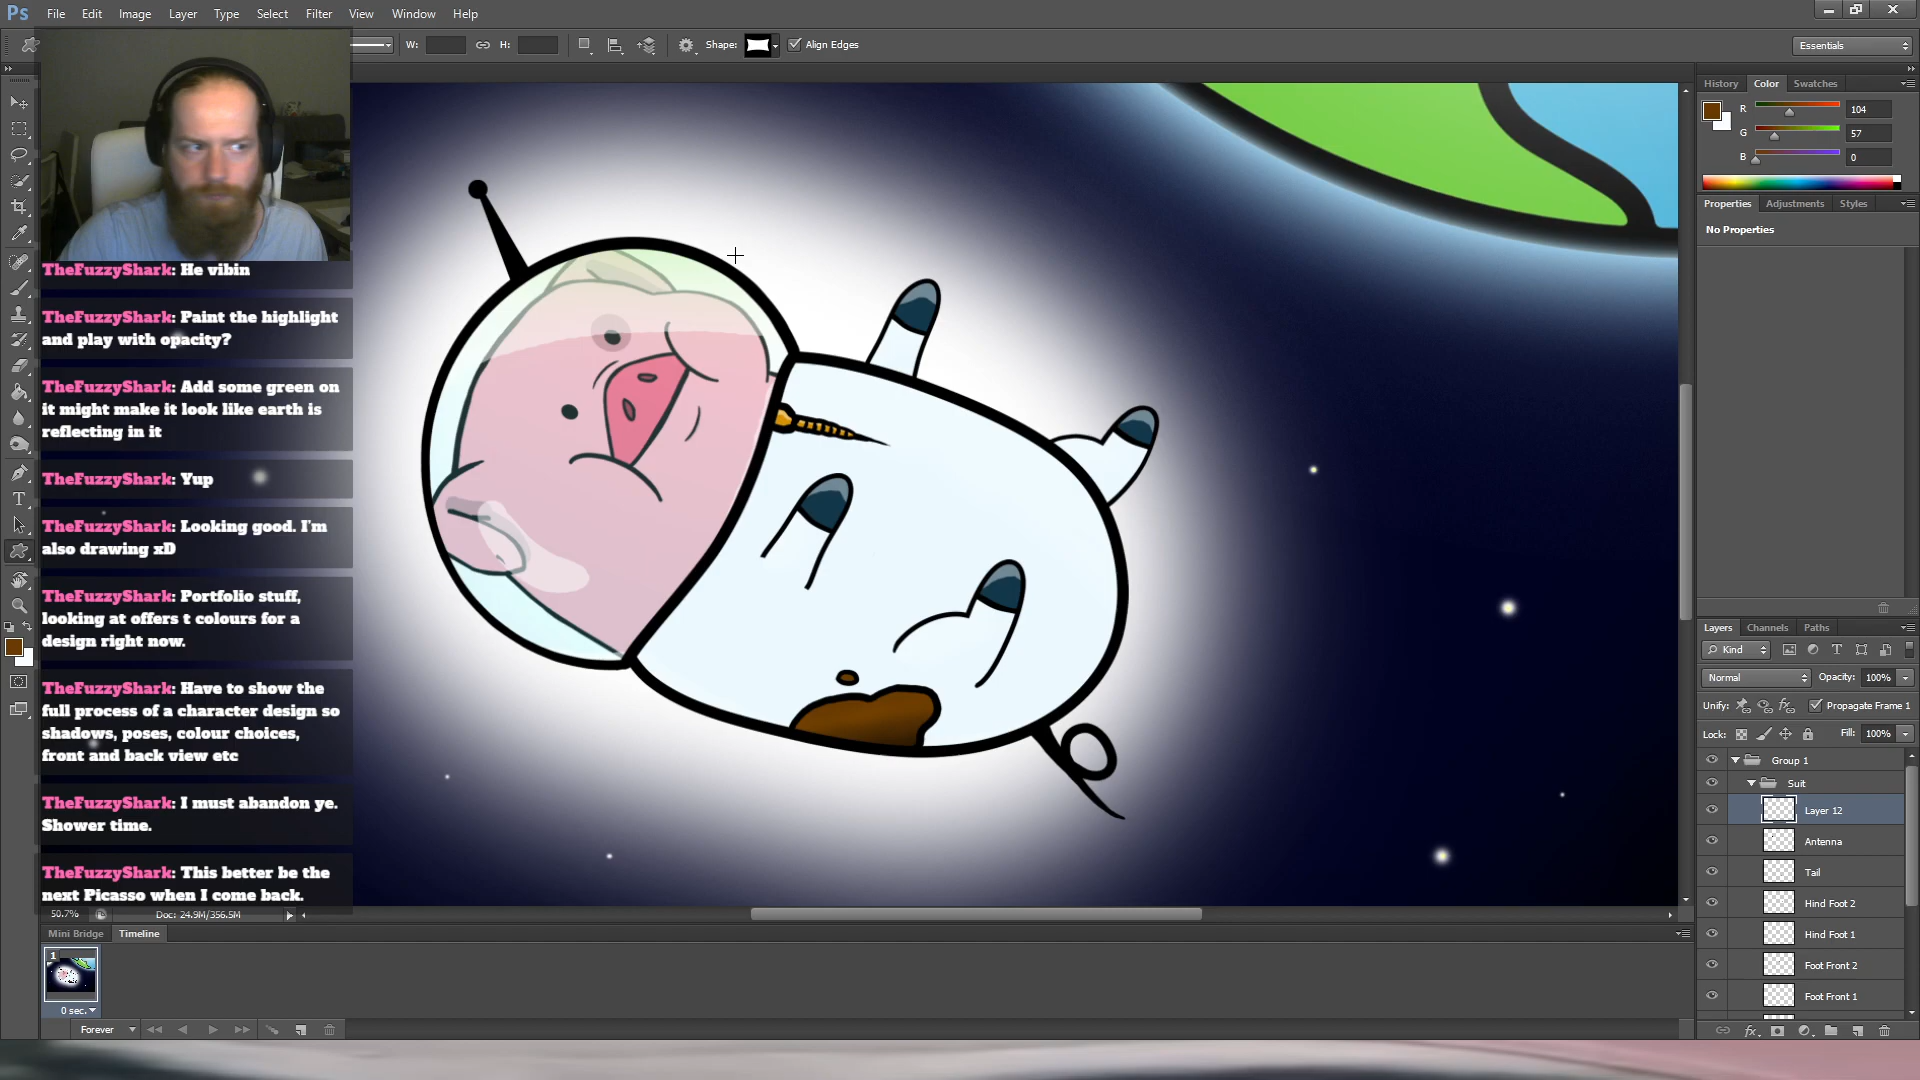 Ps File Edit Image Layer Type Select Filter View Window Help
W: H: Shape: Align Edges Essentials
TheFuzzyShark: He vibin
TheFuzzyShark: Paint the highlight
and play with opacity?
TheFuzzyShark: Add some green on
it might make it look like earth is
reflecting in it
TheFuzzyShark: Yup
TheFuzzyShark: Looking good. I'm
also drawing xD
TheFuzzyShark: Portfolio stuff,
looking at offers t colours for a
design right now.
TheFuzzyShark: Have to show the
full process of a character design so
shadows, poses, colour choices,
front and back view etc
TheFuzzyShark: I must abandon ye.
Shower time.
TheFuzzyShark: This better be the
next Picasso when I come back.
50.7% Doc: 24.9M/356.5M
Mini Bridge Timeline
1
0 sec.
Forever
History Color Swatches
R 104
G 57
B 0
Properties Adjustments Styles
No Properties
Layers Channels Paths
Kind
Normal Opacity: 100%
Unify: Propagate Frame 1
Lock: Fill: 100%
Group 1
Suit
Layer 12
Antenna
Tail
Hind Foot 2
Hind Foot 1
Foot Front 2
Foot Front 1